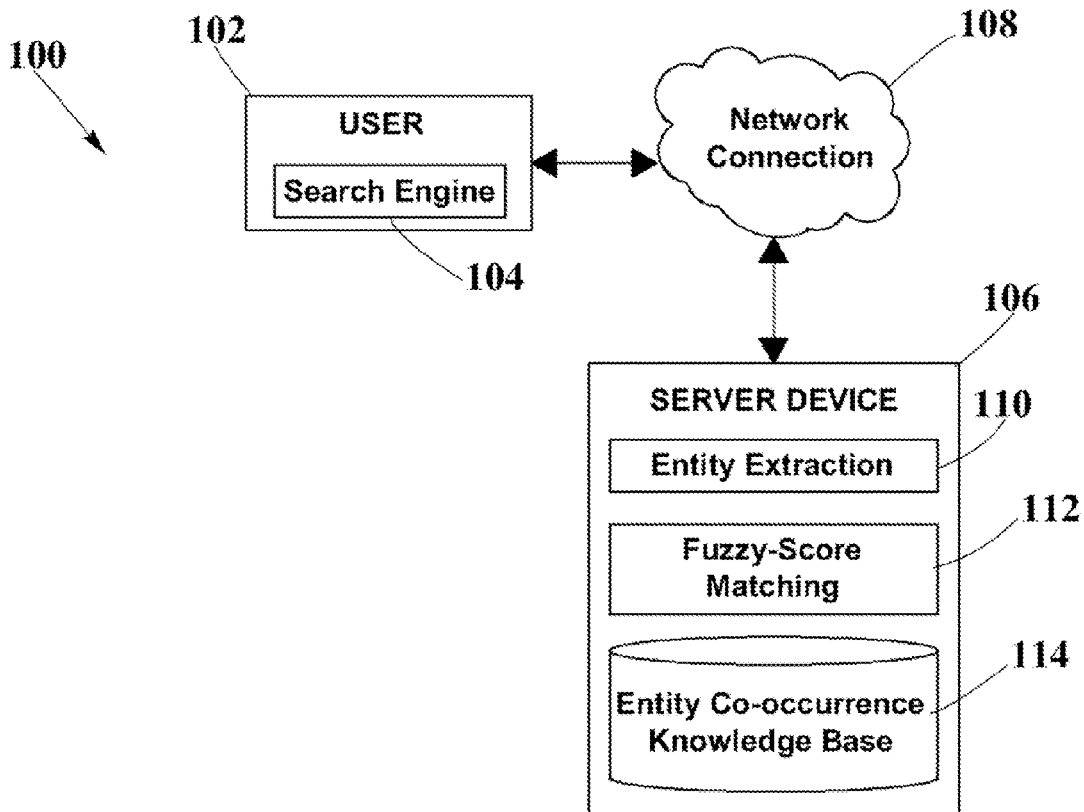 100
102
108
USER
Search Engine
104
Network
Connection
106
SERVER DEVICE
110
Entity Extraction
112
Fuzzy-Score
Matching
114
Entity Co-occurrence
Knowledge Base